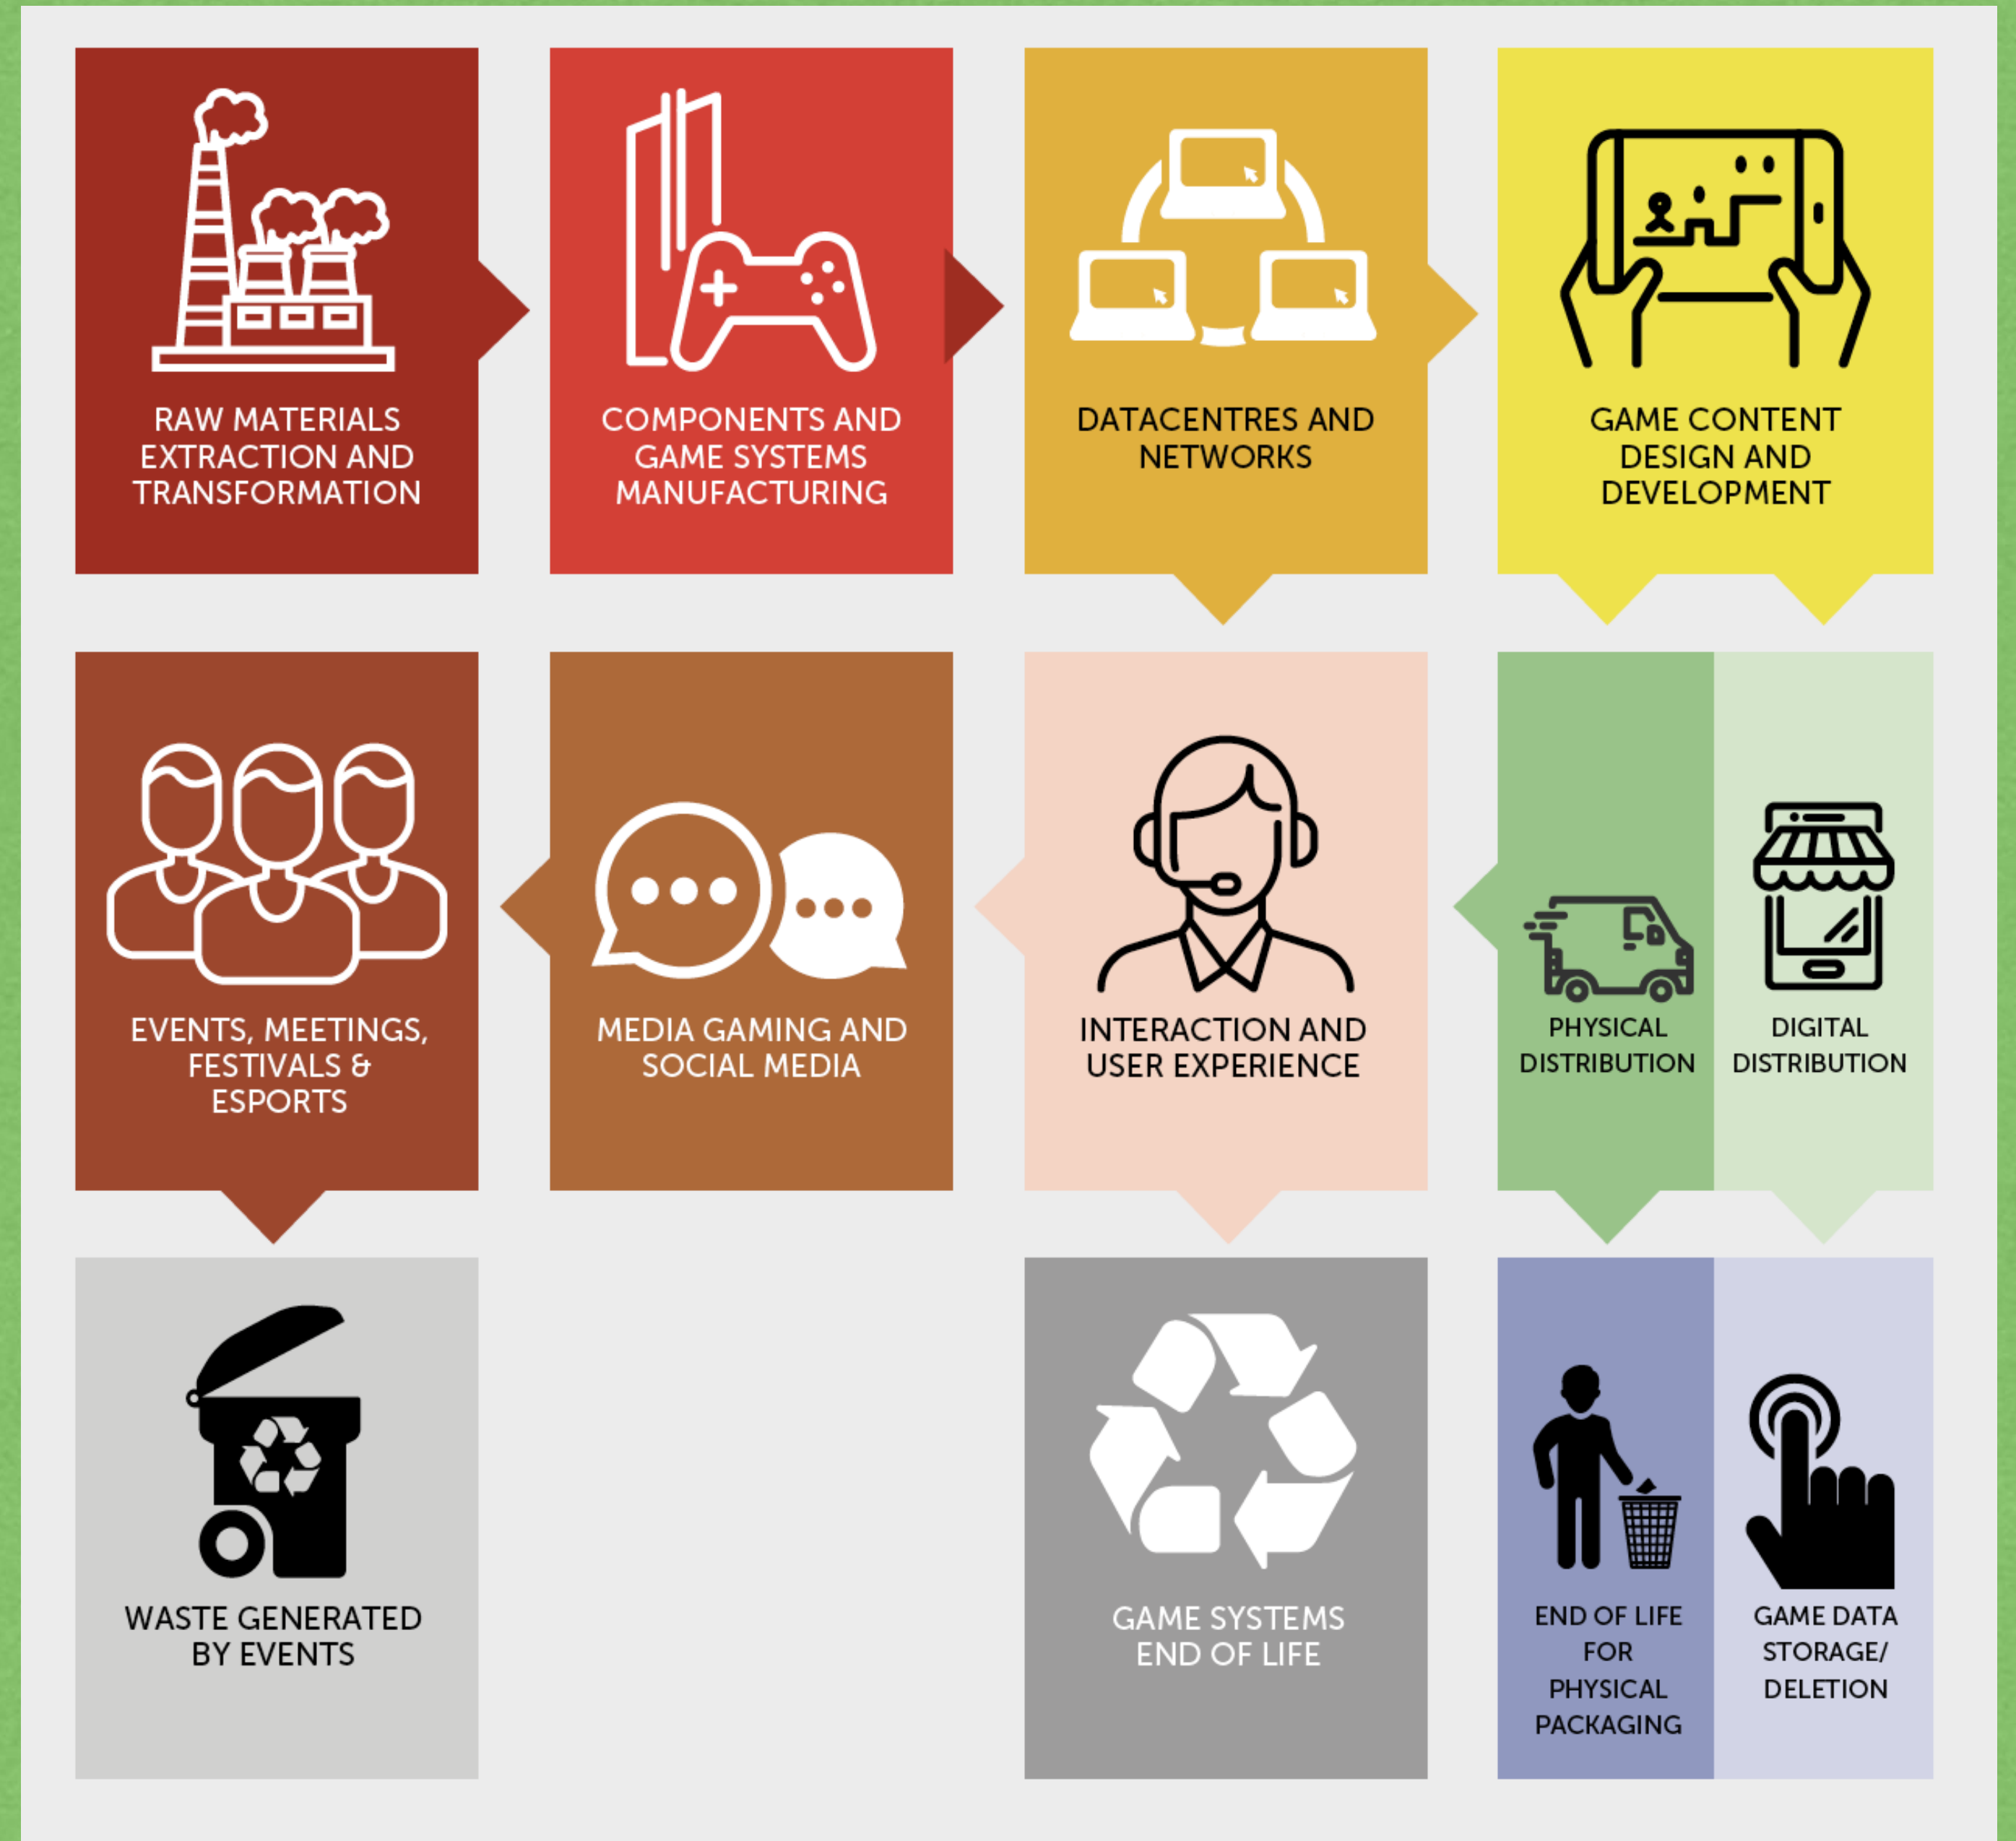 RAW MATERIALS
EXTRACTION AND
TRANSFORMATION
COMPONENTS AND
GAME SYSTEMS
MANUFACTURING
DATACENTRES AND
NETWORKS
GAME CONTENT
DESIGN AND
DEVELOPMENT
EVENTS, MEETINGS,
FESTIVALS &
ESPORTS
MEDIA GAMING AND
SOCIAL MEDIA
INTERACTION AND
USER EXPERIENCE
PHYSICAL
DISTRIBUTION
DIGITAL
DISTRIBUTION
WASTE GENERATED
BY EVENTS
GAME SYSTEMS
END OF LIFE
END OF LIFE
FOR
PHYSICAL
PACKAGING
GAME DATA
STORAGE/
DELETION